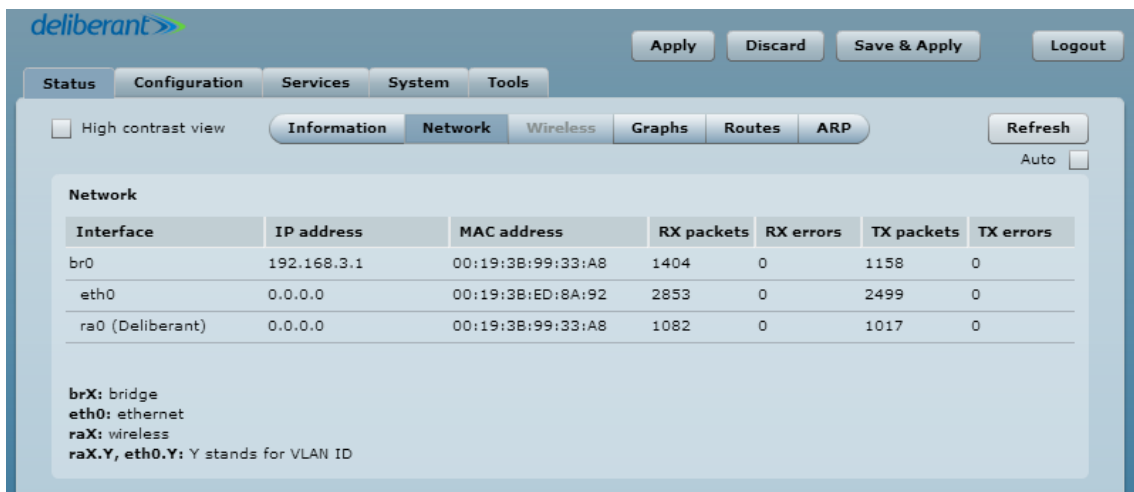 deliberant
Apply Discard Save & Apply Logout
Status Configuration Services System Tools
High contrast view Information Network Wireless Graphs Routes ARP Refresh
Auto
Network
Interface IP address MAC address RX packets RX errors TX packets TX errors
br0 192.168.3.1 00:19:3B:99:33:A8 1404 0 1158 0
eth0 0.0.0.0 00:19:3B:ED:8A:92 2853 0 2499 0
ra0 (Deliberant) 0.0.0.0 00:19:3B:99:33:A8 1082 0 1017 0
brX: bridge
eth0: ethernet
raX: wireless
raX.Y, eth0.Y: Y stands for VLAN ID